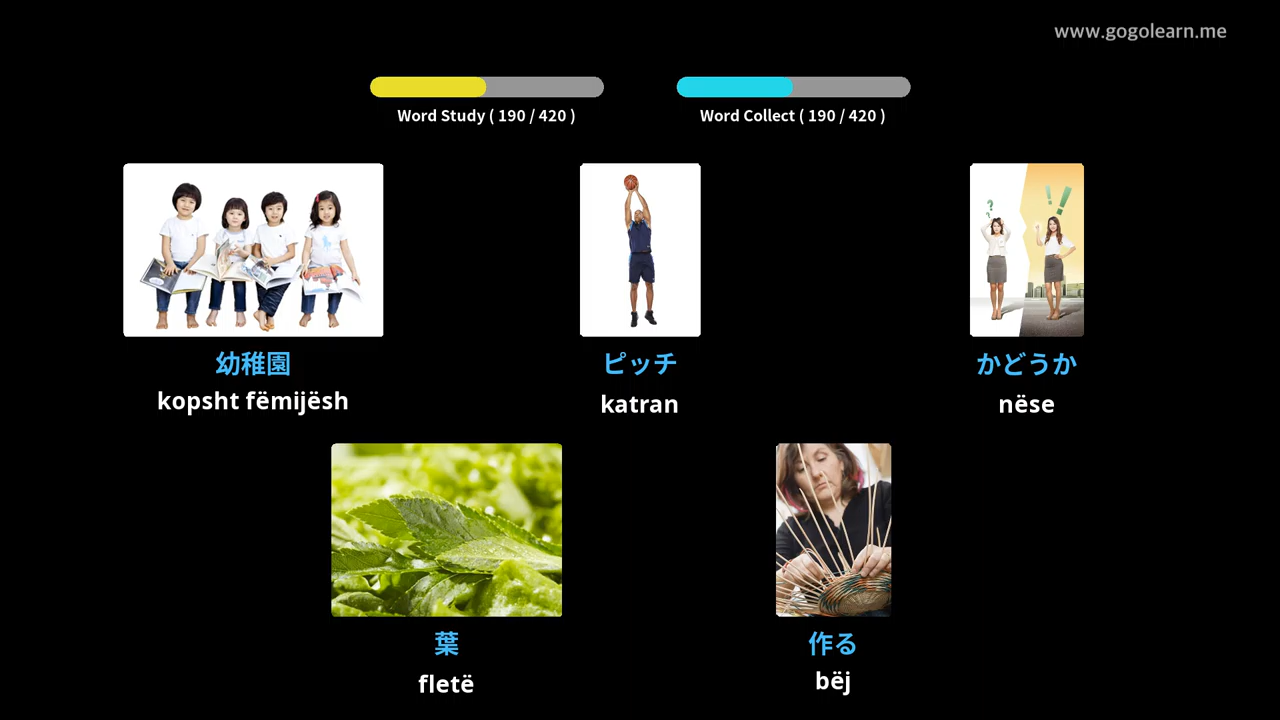 www.gogolearn.me
Word Study ( 190 / 420 )
Word Collect ( 190 / 420 )
幼稚園
kopsht fëmijësh
ピッチ
katran
かどうか
nëse
葉
fletë
作る
bëj